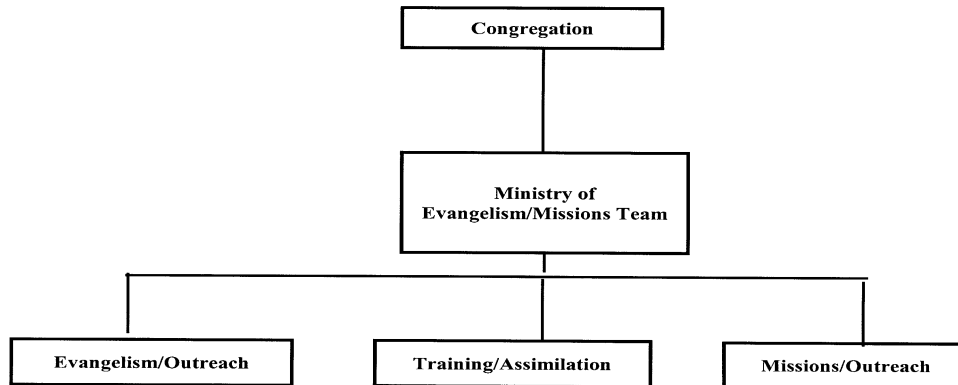 Congregation
Ministry of
Evangelism/Missions Team
Evangelism/Outreach
Training/Assimilation
Missions/Outreach